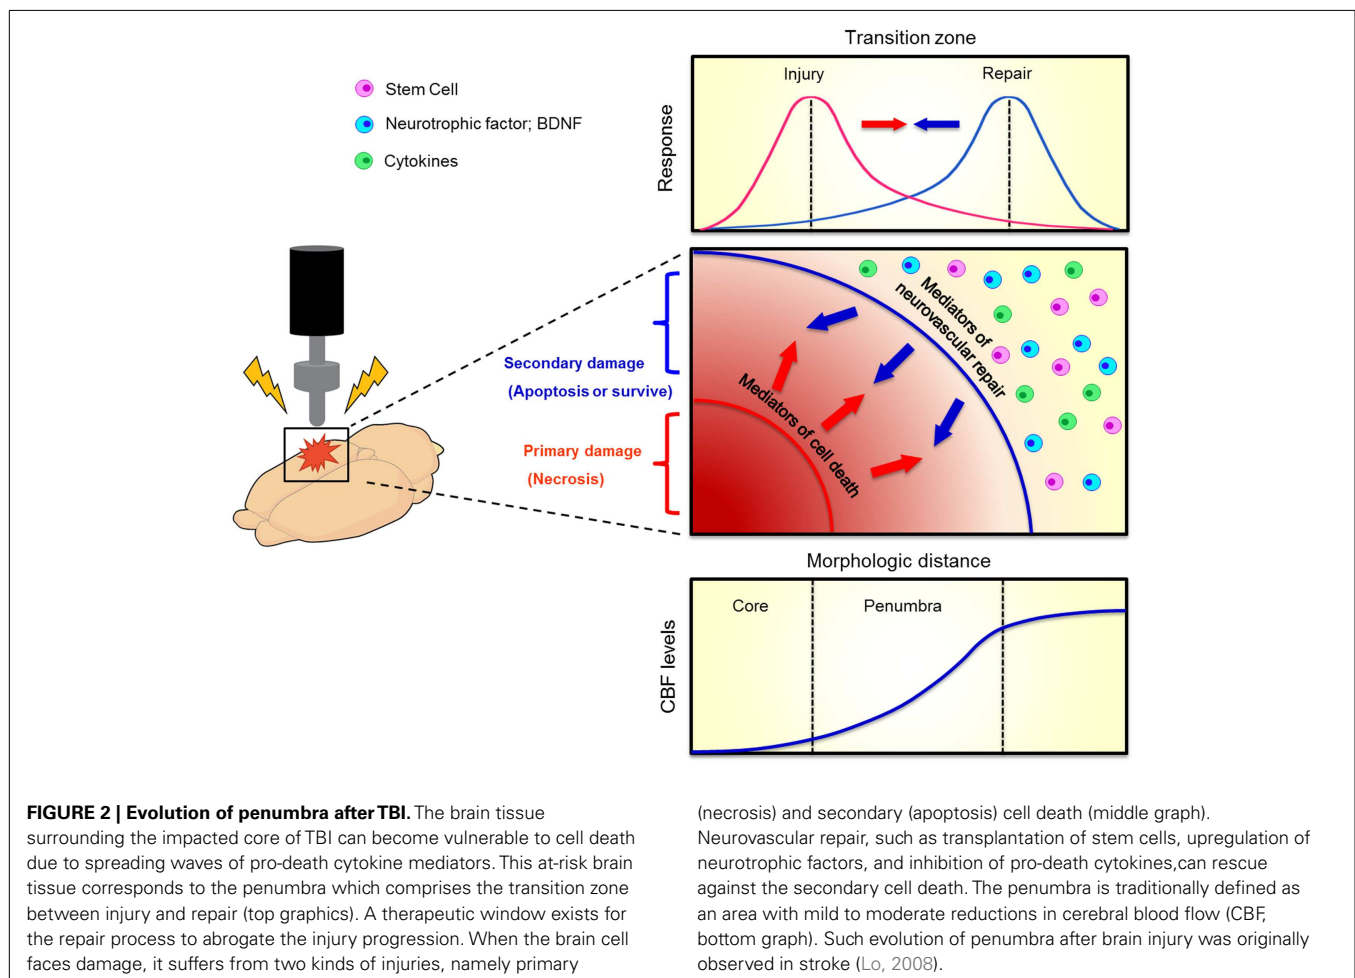 Transition zone
Injury
Repair
Response
Stem Cell
Neurotrophic factor; BDNF
Cytokines
Secondary damage
(Apoptosis or survive)
Primary damage
(Necrosis)
Mediators of
neurovascular repair
Mediators of cell death
Morphologic distance
Core
Penumbra
CBF levels
FIGURE 2 | Evolution of penumbra after TBI. The brain tissue
surrounding the impacted core of TBI can become vulnerable to cell death
due to spreading waves of pro-death cytokine mediators. This at-risk brain
tissue corresponds to the penumbra which comprises the transition zone
between injury and repair (top graphics). A therapeutic window exists for
the repair process to abrogate the injury progression. When the brain cell
faces damage, it suffers from two kinds of injuries, namely primary
(necrosis) and secondary (apoptosis) cell death (middle graph).
Neurovascular repair, such as transplantation of stem cells, upregulation of
neurotrophic factors, and inhibition of pro-death cytokines,can rescue
against the secondary cell death. The penumbra is traditionally defined as
an area with mild to moderate reductions in cerebral blood flow (CBF,
bottom graph). Such evolution of penumbra after brain injury was originally
observed in stroke (Lo, 2008).